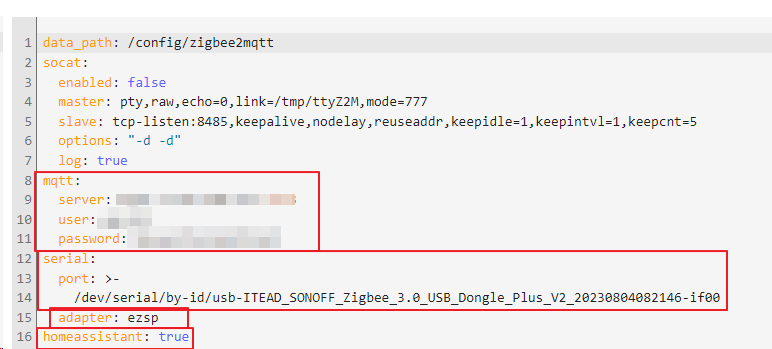 1 data_path: /config/zigbee2mqtt
2 socat:
3 enabled: false
4 master: pty,raw,echo=0,link=/tmp/ttyZ2M,mode=777
5 slave: tcp-listen:8485,keepalive,nodelay,reuseaddr,keepidle=1,keepintvl=1,keepcnt=5
6 options: "-d -d"
7 log: true
8 mqtt:
9 server:
10 user:
11 password:
12 serial:
13 port: >-
14 /dev/serial/by-id/usb-ITEAD_SONOFF_Zigbee_3.0_USB_Dongle_Plus_V2_20230804082146-if00
15 adapter: ezsp
16 homeassistant: true